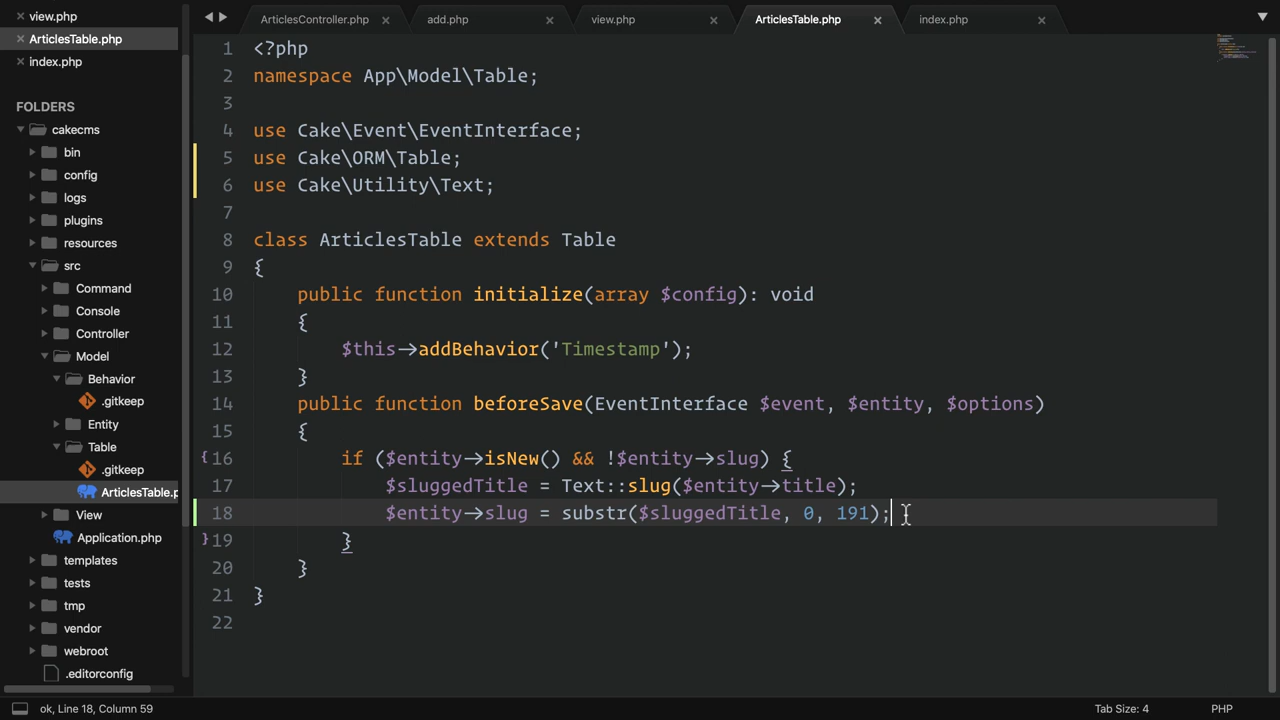 view.php
ArticlesTable.php
index.php
FOLDERS
cakecms
bin
config
logs
plugins
resources
src
Command
Console
Controller
Model
Behavior
.gitkeep
Entity
Table
.gitkeep
ArticlesTable.p
View
Application.php
templates
tests
tmp
vendor
webroot
.editorconfig
ArticlesController.php add.php view.php ArticlesTable.php index.php
1 <?php
2 namespace App\Model\Table;
3
4 use Cake\Event\EventInterface;
5 use Cake\ORM\Table;
6 use Cake\Utility\Text;
7
8 class ArticlesTable extends Table
9 {
10 public function initialize(array $config): void
11 {
12 $this->addBehavior('Timestamp');
13 }
14 public function beforeSave(EventInterface $event, $entity, $options)
15 {
16 if ($entity->isNew() && !$entity->slug) {
17 $sluggedTitle = Text::slug($entity->title);
18 $entity->slug = substr($sluggedTitle, 0, 191);
19 }
20 }
21 }
22
ok, Line 18, Column 59 Tab Size: 4 PHP